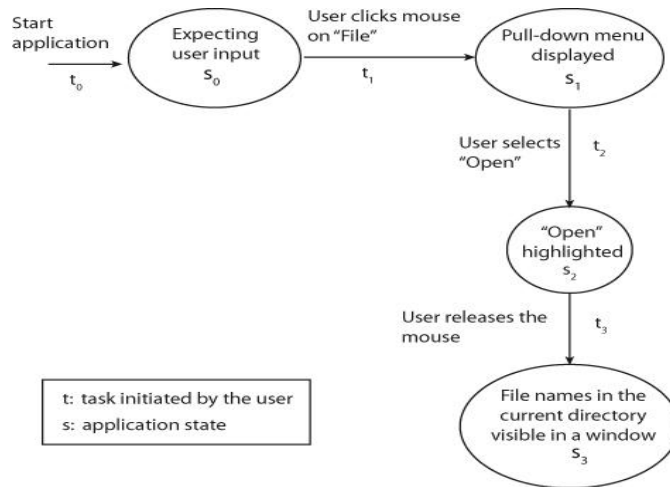 Start
application
t0
Expecting
user input
s0
User clicks mouse
on “File”
t1
Pull-down menu
displayed
s1
User selects
“Open”
t2
“Open”
highlighted
s2
User releases the
mouse
t3
File names in the
current directory
visible in a window
s3
t: task initiated by the user
s: application state